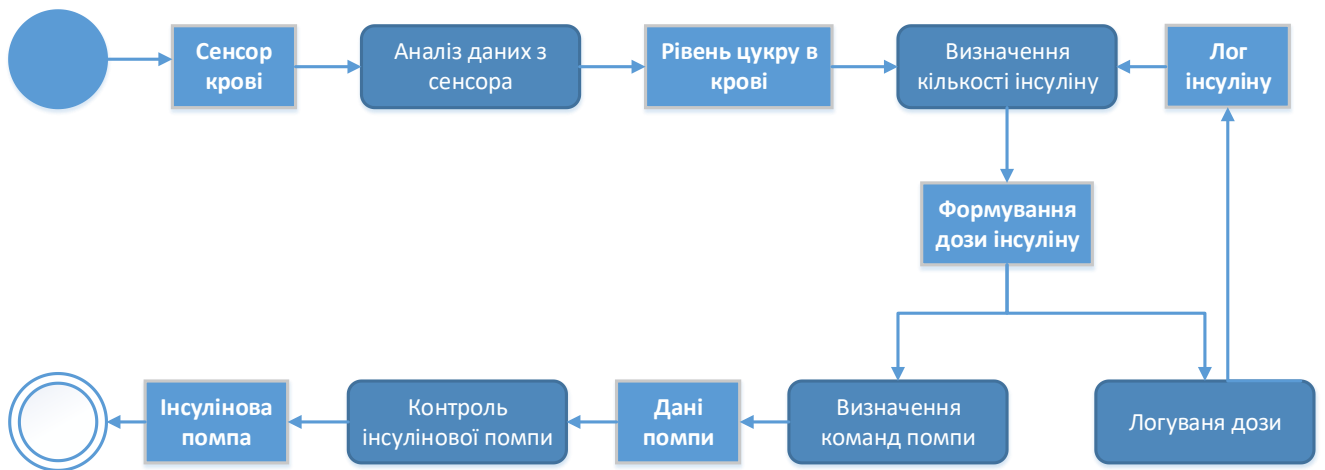 Сенсор
крові
Аналіз даних з
сенсора
Рівень цукру в
крові
Визначення
кількості інсуліну
Лог
інсуліну
Формування
дози інсуліну
Інсулінова
помпа
Контроль
інсулінової помпи
Дані
помпи
Визначення
команд помпи
Логуваня дози